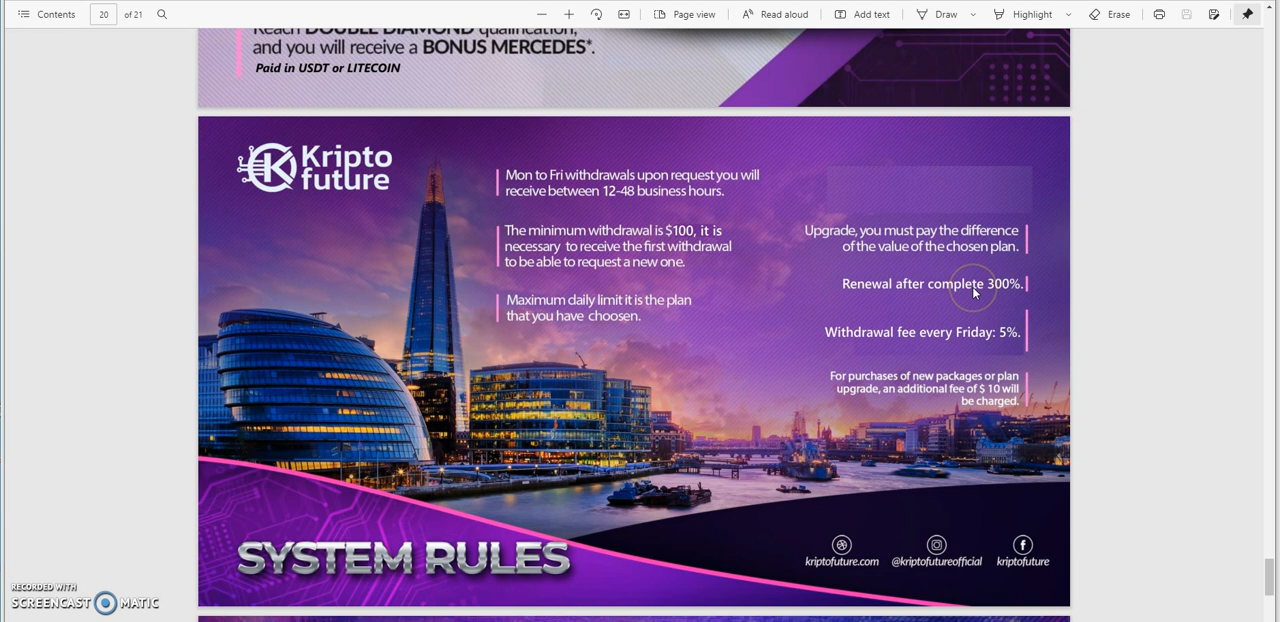 Contents
20
of 21
Page view
Read aloud
Add text
Draw
Highlight
Erase
Reach DOUBLE DIAMOND qualification,
and you will receive a BONUS MERCEDES*.
Paid in USDT or LITECOIN
Kripto
future
Mon to Fri withdrawals upon request you will
receive between 12-48 business hours.
The minimum withdrawal is $100, it is
necessary to receive the first withdrawal
to be able to request a new one.
Maximum daily limit it is the plan
that you have choosen.
Upgrade, you must pay the difference
of the value of the chosen plan.
Renewal after complete 300%.
Withdrawal fee every Friday: 5%.
For purchases of new packages or plan
upgrade, an additional fee of $ 10 will
be charged.
SYSTEM RULES
kriptofuture.com
@kriptofutureofficial
kriptofuture
RECORDED WITH
SCREENCAST MATIC